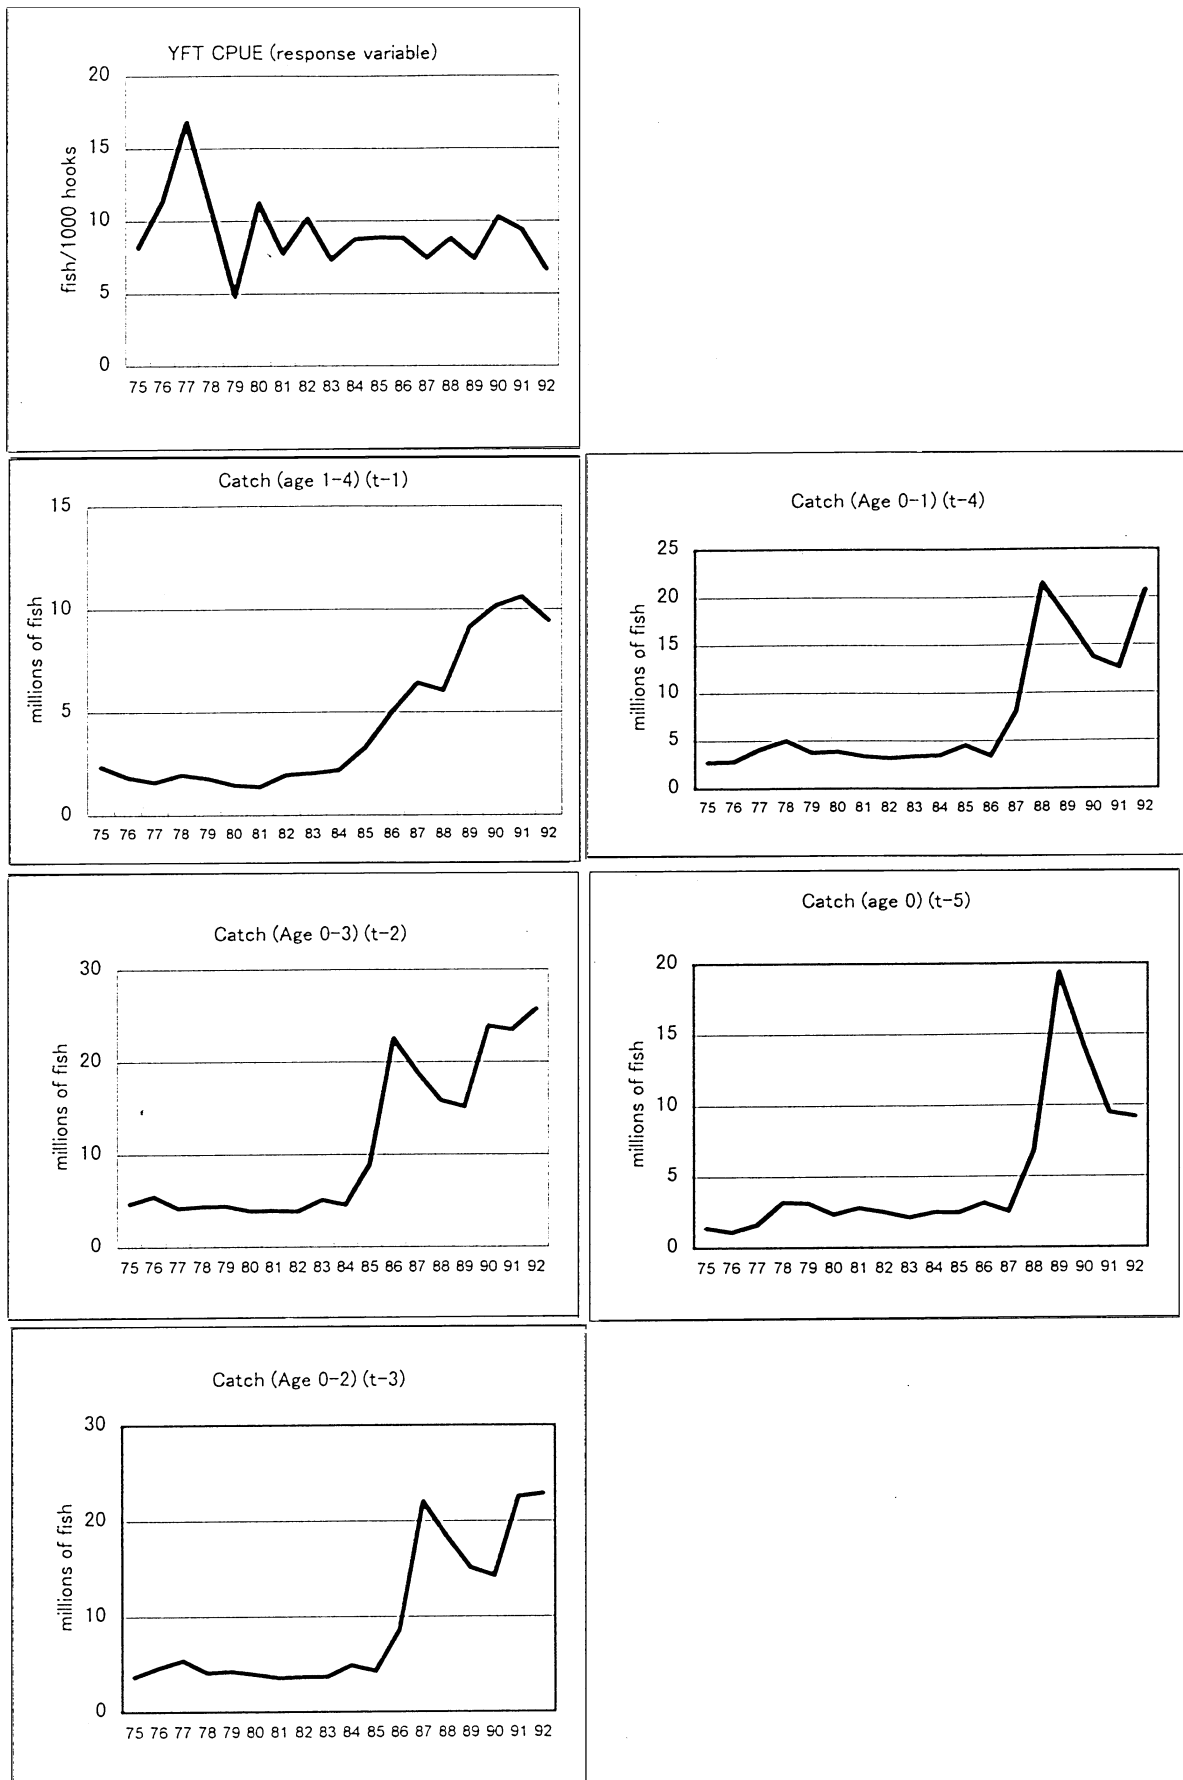 YFT CPUE (response variable)
fish/1000 hooks
20
15
10
5
0
75 76 77 78 79 80 81 82 83 84 85 86 87 88 89 90 91 92
Catch (age 1-4) (t-1)
millions of fish
15
10
5
0
75 76 77 78 79 80 81 82 83 84 85 86 87 88 89 90 91 92
Catch (Age 0-1) (t-4)
millions of fish
25
20
15
10
5
0
75 76 77 78 79 80 81 82 83 84 85 86 87 88 89 90 91 92
Catch (Age 0-3) (t-2)
millions of fish
30
20
10
0
75 76 77 78 79 80 81 82 83 84 85 86 87 88 89 90 91 92
Catch (age 0) (t-5)
millions of fish
20
15
10
5
0
75 76 77 78 79 80 81 82 83 84 85 86 87 88 89 90 91 92
Catch (Age 0-2) (t-3)
millions of fish
30
20
10
0
75 76 77 78 79 80 81 82 83 84 85 86 87 88 89 90 91 92